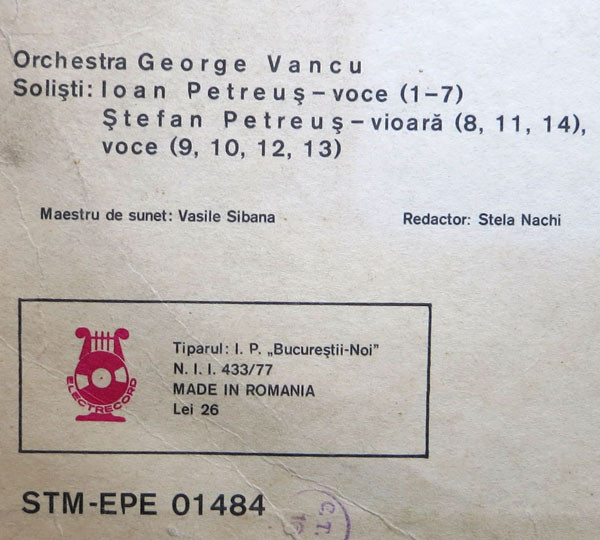 Orchestra George Vancu
Soliști: Ioan Petreuș – voce (1–7)
Ștefan Petreuș – vioară (8, 11, 14),
voce (9, 10, 12, 13)
Maestru de sunet: Vasile Sibana
Redactor: Stela Nachi
ELECTRECORD
Tiparul: I. P. „Bucureștii-Noi”
N. I. I. 433/77
MADE IN ROMANIA
Lei 26
STM-EPE 01484
C.T.